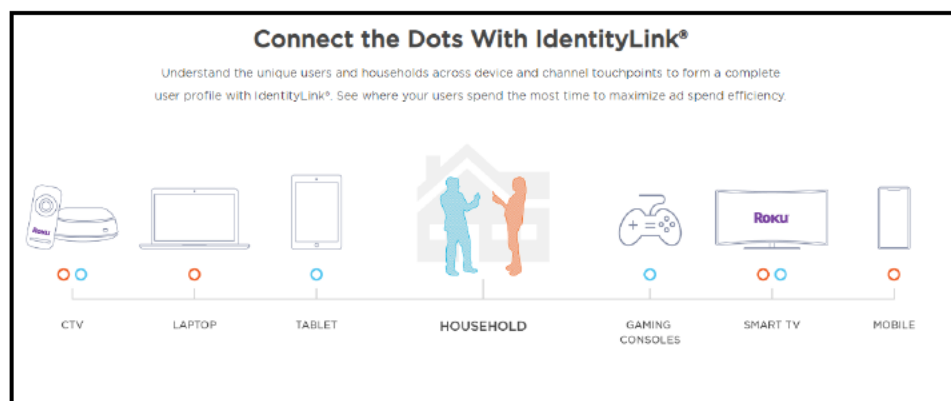 Connect the Dots With IdentityLink®
Understand the unique users and households across device and channel touchpoints to form a complete
user profile with IdentityLink®. See where your users spend the most time to maximize ad spend efficiency.
Roku
Roku
CTV
LAPTOP
TABLET
HOUSEHOLD
GAMING
CONSOLES
SMART TV
MOBILE